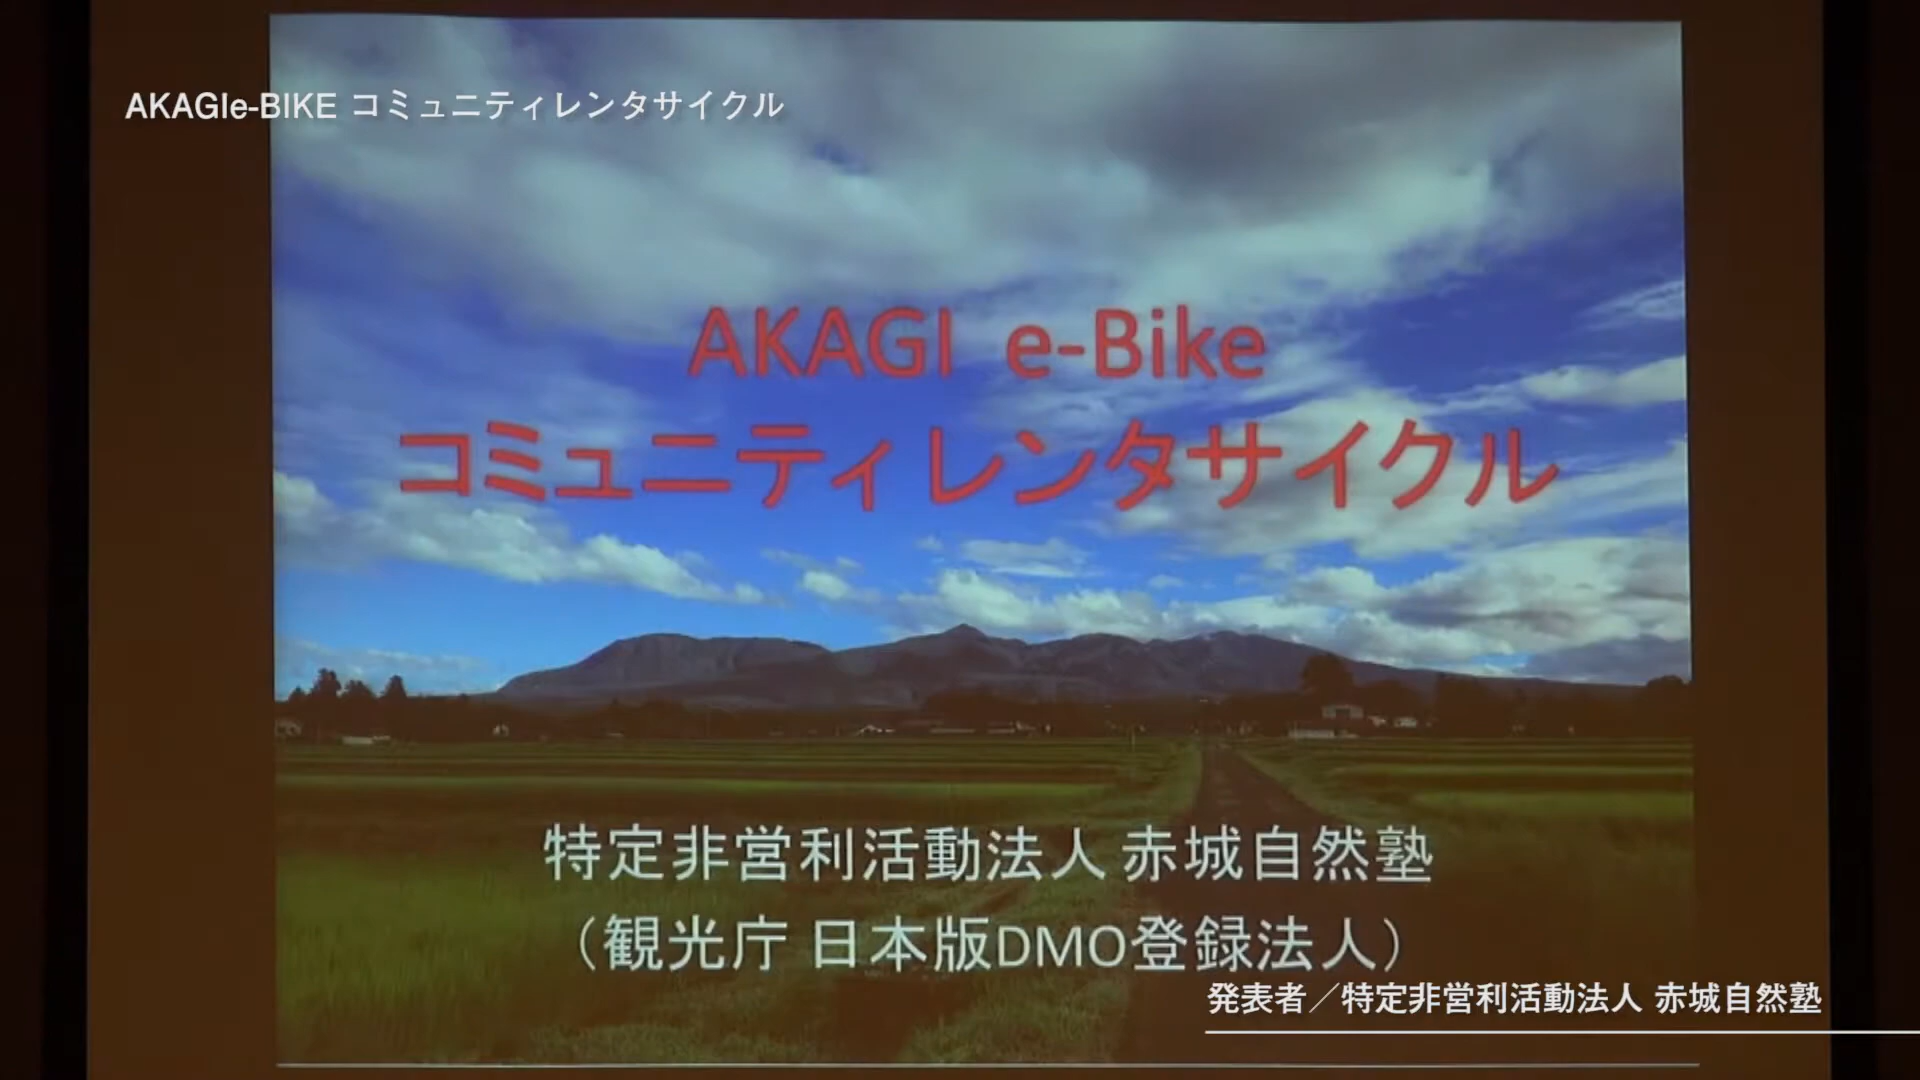 AKAGIe-BIKE コミュニティレンタサイクル
AKAGI e-Bike
コミュニティレンタサイクル
特定非営利活動法人 赤城自然塾
（観光庁 日本版DMO登録法人）
発表者／特定非営利活動法人 赤城自然塾